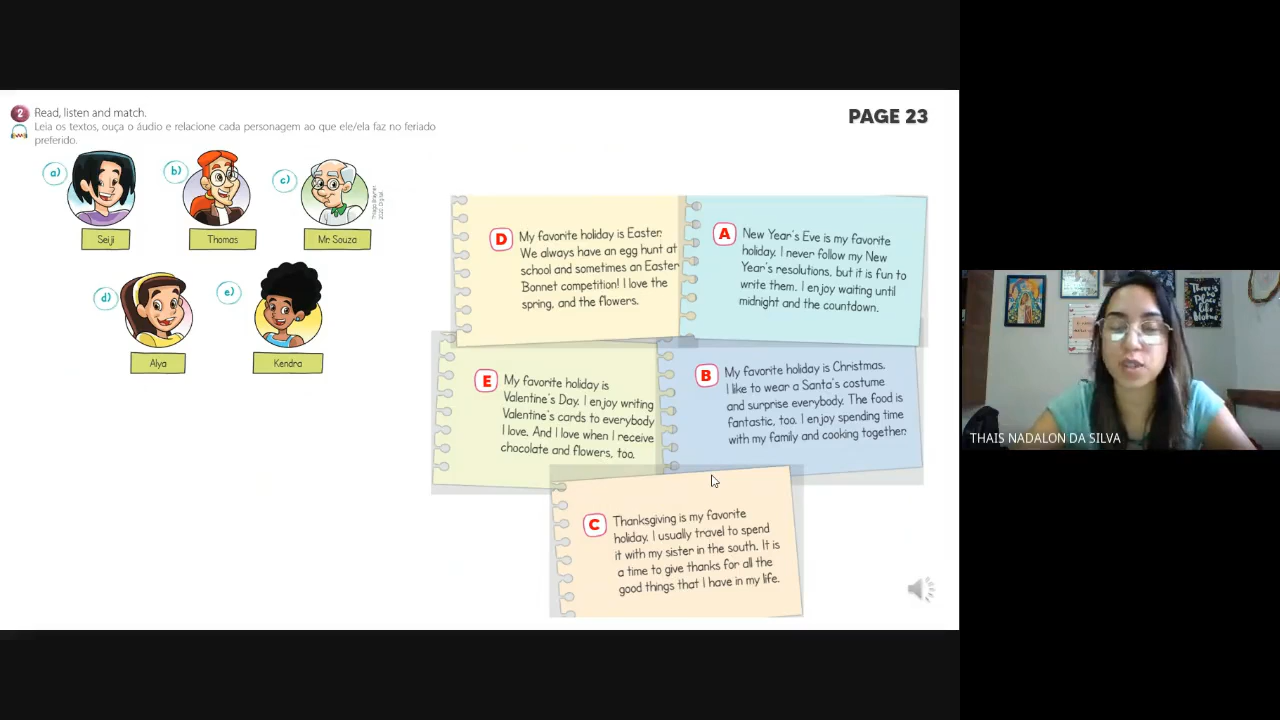 2 Read, listen and match.
Leia os textos, ouça o áudio e relacione cada personagem ao que ele/ela faz no feriado
preferido.
PAGE 23
a)
b)
c)
Seiji
Thomas
Mr. Souza
d)
e)
Alya
Kendra
D My favorite holiday is Easter.
We always have an egg hunt at
school and sometimes an Easter
Bonnet competition! I love the
spring, and the flowers.
A New Year's Eve is my favorite
holiday. I never follow my New
Year's resolutions, but it is fun to
write them. I enjoy waiting until
midnight and the countdown.
E My favorite holiday is
Valentine's Day. I enjoy writing
Valentine's cards to everybody
I love. And I love when I receive
chocolate and flowers, too.
B My favorite holiday is Christmas.
I like to wear a Santa's costume
and surprise everybody. The food is
fantastic, too. I enjoy spending time
with my family and cooking together.
C Thanksgiving is my favorite
holiday. I usually travel to spend
it with my sister in the south. It is
a time to give thanks for all the
good things that I have in my life.
THAIS NADALON DA SILVA
There is
no
Place
like